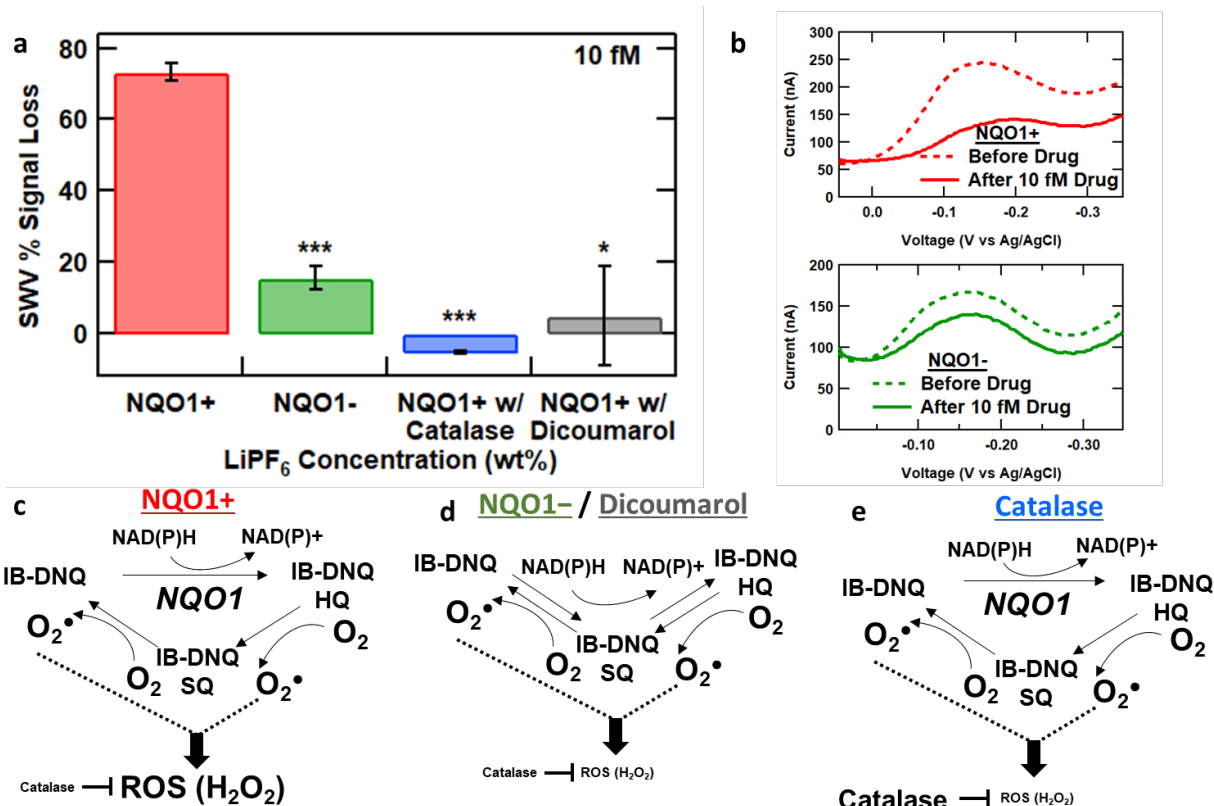 a
10 fM
80
60
40
20
0
SWV % Signal Loss
***
***
*
NQO1+
NQO1-
NQO1+ w/
Catalase
NQO1+ w/
Dicoumarol
LiPF6 Concentration (wt%)
b
300
250
200
150
100
50
0
Current (nA)
NQO1+
Before Drug
After 10 fM Drug
0.0
-0.1
-0.2
-0.3
Voltage (V vs Ag/AgCl)
200
150
100
50
0
Current (nA)
NQO1-
Before Drug
After 10 fM Drug
-0.10
-0.20
-0.30
Voltage (V vs Ag/AgCl)
c
NQO1+
NAD(P)H
NAD(P)+
IB-DNQ
NQO1
IB-DNQ
HQ
O2•
O2
IB-DNQ
SQ
O2
O2•
Catalase
ROS (H2O2)
d
NQO1– / Dicoumarol
IB-DNQ
NAD(P)H
NAD(P)+
IB-DNQ
HQ
O2•
O2
IB-DNQ
SQ
O2
O2•
Catalase
ROS (H2O2)
e
Catalase
NAD(P)H
NAD(P)+
IB-DNQ
NQO1
IB-DNQ
HQ
O2•
O2
IB-DNQ
SQ
O2
O2•
Catalase
ROS (H2O2)